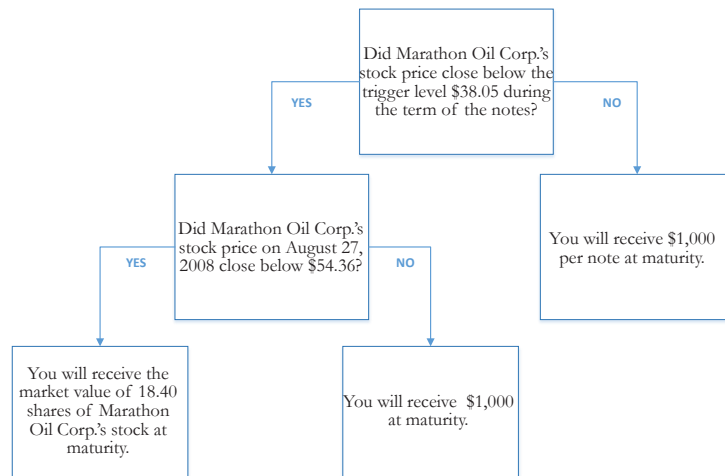 Did Marathon Oil Corp.'s
stock price close below the
trigger level $38.05 during
the term of the notes?
YES
NO
Did Marathon Oil Corp.'s
stock price on August 27,
2008 close below $54.36?
You will receive $1,000
per note at maturity.
YES
NO
You will receive the
market value of 18.40
shares of Marathon
Oil Corp.'s stock at
maturity.
You will receive $1,000
at maturity.